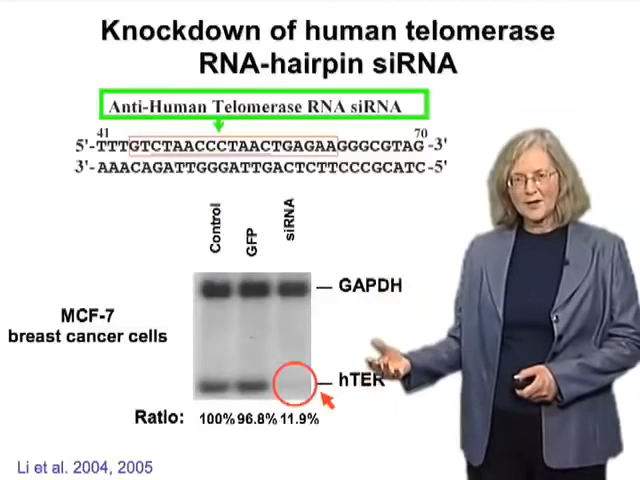 Knockdown of human telomerase
RNA-hairpin siRNA
Anti-Human Telomerase RNA siRNA
41 70
5'-TTTGTCTAACCCTAACTGAGAAGGGCGTAG-3'
3'-AAACAGATTGGGATTGACTCTTCCCGCATC-5'
Control
GFP
siRNA
GAPDH
MCF-7
breast cancer cells
hTER
Ratio: 100% 96.8% 11.9%
Li et al. 2004, 2005